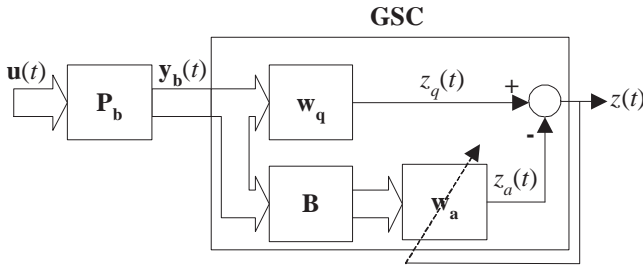 GSC
u(t)
P_b
y_b(t)
w_q
z_q(t)
+
z(t)
-
B
w_a
z_a(t)